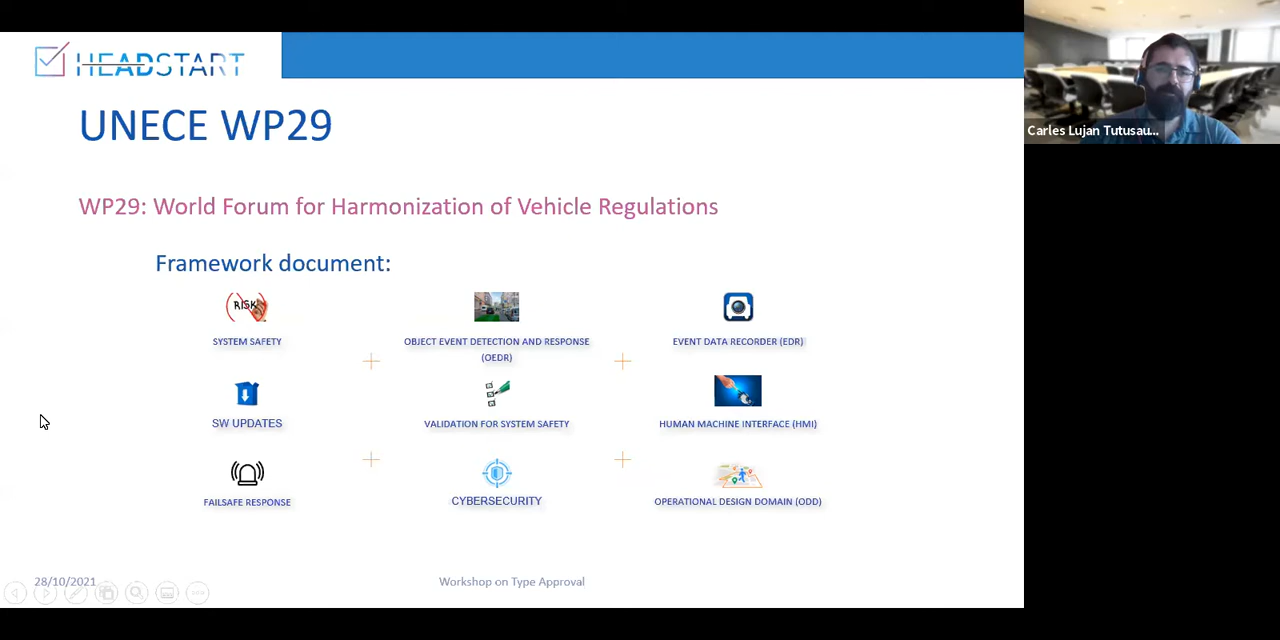 HEADSTART
Carles Lujan Tutusau...
UNECE WP29
WP29: World Forum for Harmonization of Vehicle Regulations
Framework document:
RISK
SYSTEM SAFETY
OBJECT EVENT DETECTION AND RESPONSE
(OEDR)
EVENT DATA RECORDER (EDR)
SW UPDATES
VALIDATION FOR SYSTEM SAFETY
HUMAN MACHINE INTERFACE (HMI)
FAILSAFE RESPONSE
CYBERSECURITY
OPERATIONAL DESIGN DOMAIN (ODD)
28/10/2021
Workshop on Type Approval